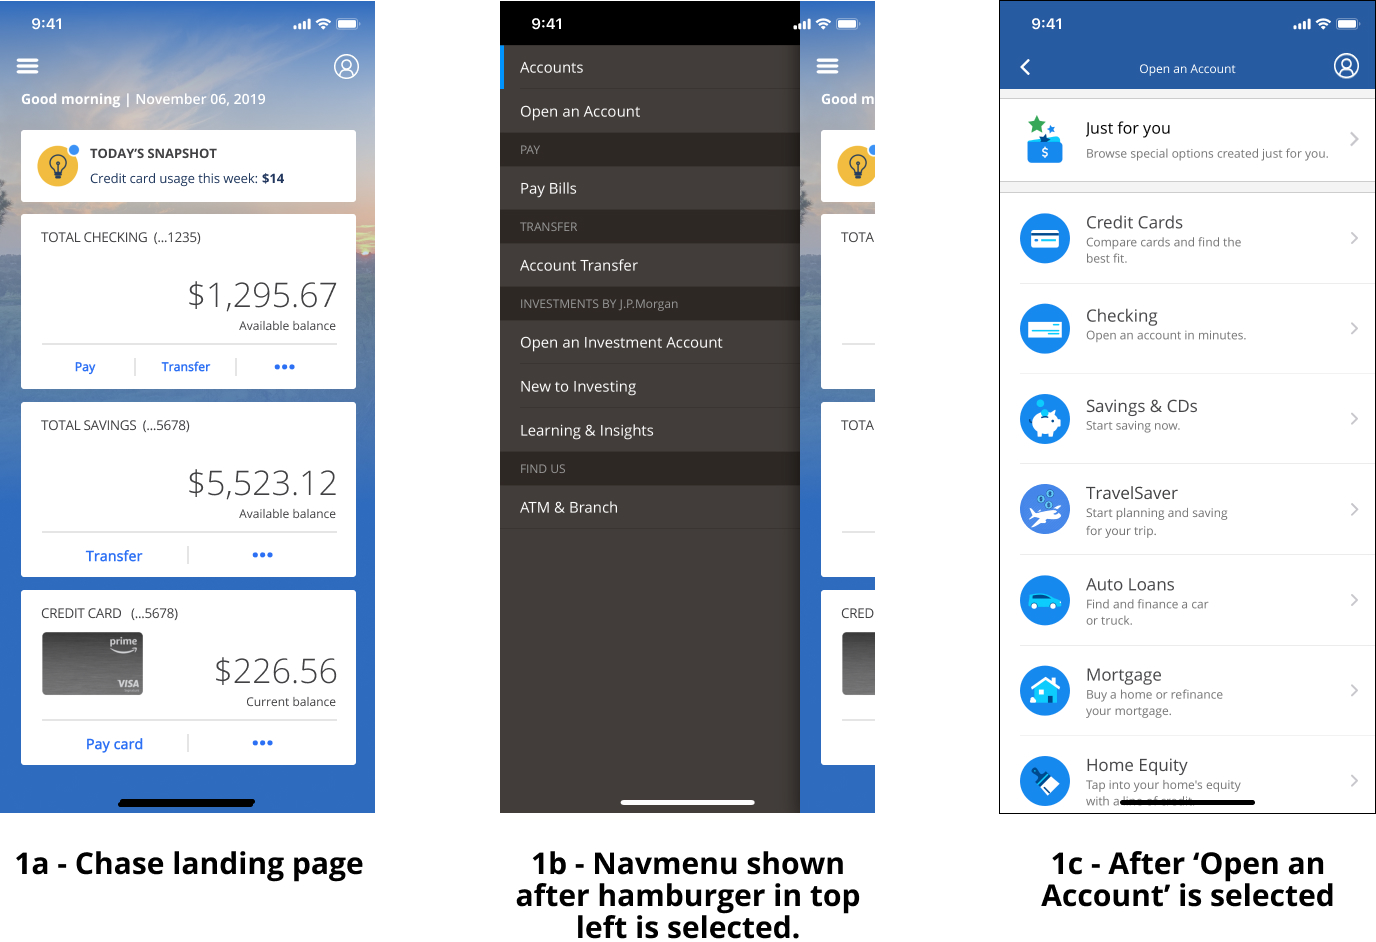 9:41
Good morning | November 06, 2019
TODAY'S SNAPSHOT
Credit card usage this week: $14
TOTAL CHECKING (...1235)
$1,295.67
Available balance
Pay
Transfer
TOTAL SAVINGS (...5678)
$5,523.12
Available balance
Transfer
CREDIT CARD (...5678)
prime
VISA
$226.56
Current balance
Pay card
1a - Chase landing page
9:41
Accounts
Open an Account
PAY
Pay Bills
TRANSFER
Account Transfer
INVESTMENTS BY J.P.Morgan
Open an Investment Account
New to Investing
Learning & Insights
FIND US
ATM & Branch
Good m
TOTA
TOTA
CRED
1b - Navmenu shown
after hamburger in top
left is selected.
9:41
Open an Account
Just for you
Browse special options created just for you.
$
Credit Cards
Compare cards and find the
best fit.
Checking
Open an account in minutes.
Savings & CDs
Start saving now.
TravelSaver
Start planning and saving
for your trip.
Auto Loans
Find and finance a car
or truck.
Mortgage
Buy a home or refinance
your mortgage.
Home Equity
Tap into your home's equity
with a line of credit.
1c - After ‘Open an
Account’ is selected